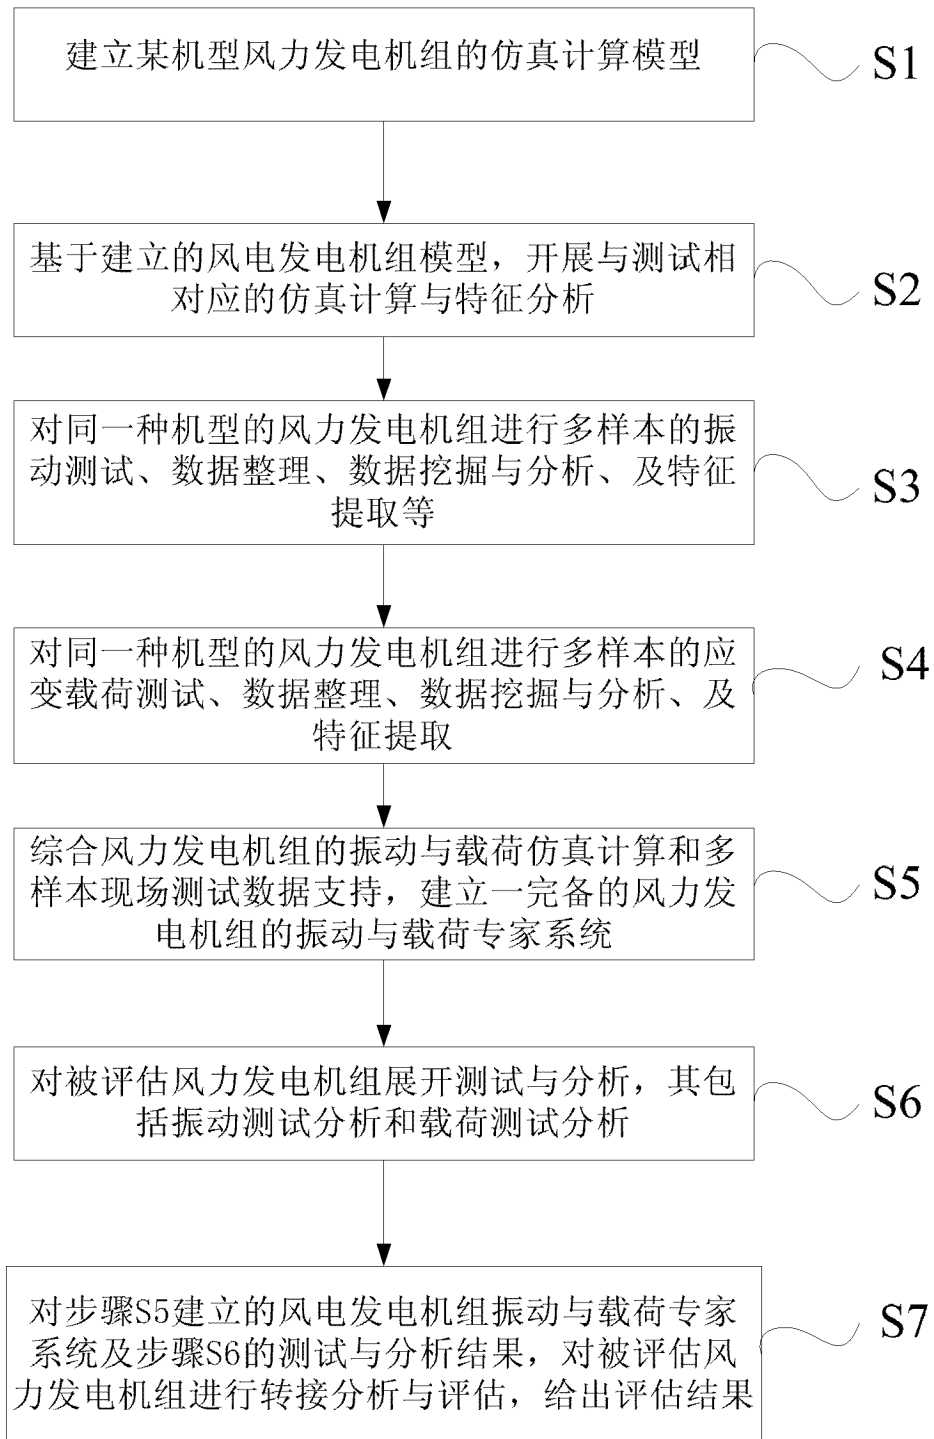 建立某机型风力发电机组的仿真计算模型
S1
基于建立的风电发电机组模型，开展与测试相
对应的仿真计算与特征分析
S2
对同一种机型的风力发电机组进行多样本的振
动测试、数据整理、数据挖掘与分析、及特征
提取等
S3
对同一种机型的风力发电机组进行多样本的应
变载荷测试、数据整理、数据挖掘与分析、及
特征提取
S4
综合风力发电机组的振动与载荷仿真计算和多
样本现场测试数据支持，建立一完备的风力发
电机组的振动与载荷专家系统
S5
对被评估风力发电机组展开测试与分析，其包
括振动测试分析和载荷测试分析
S6
对步骤S5建立的风电发电机组振动与载荷专家
系统及步骤S6的测试与分析结果，对被评估风
力发电机组进行转接分析与评估，给出评估结果
S7